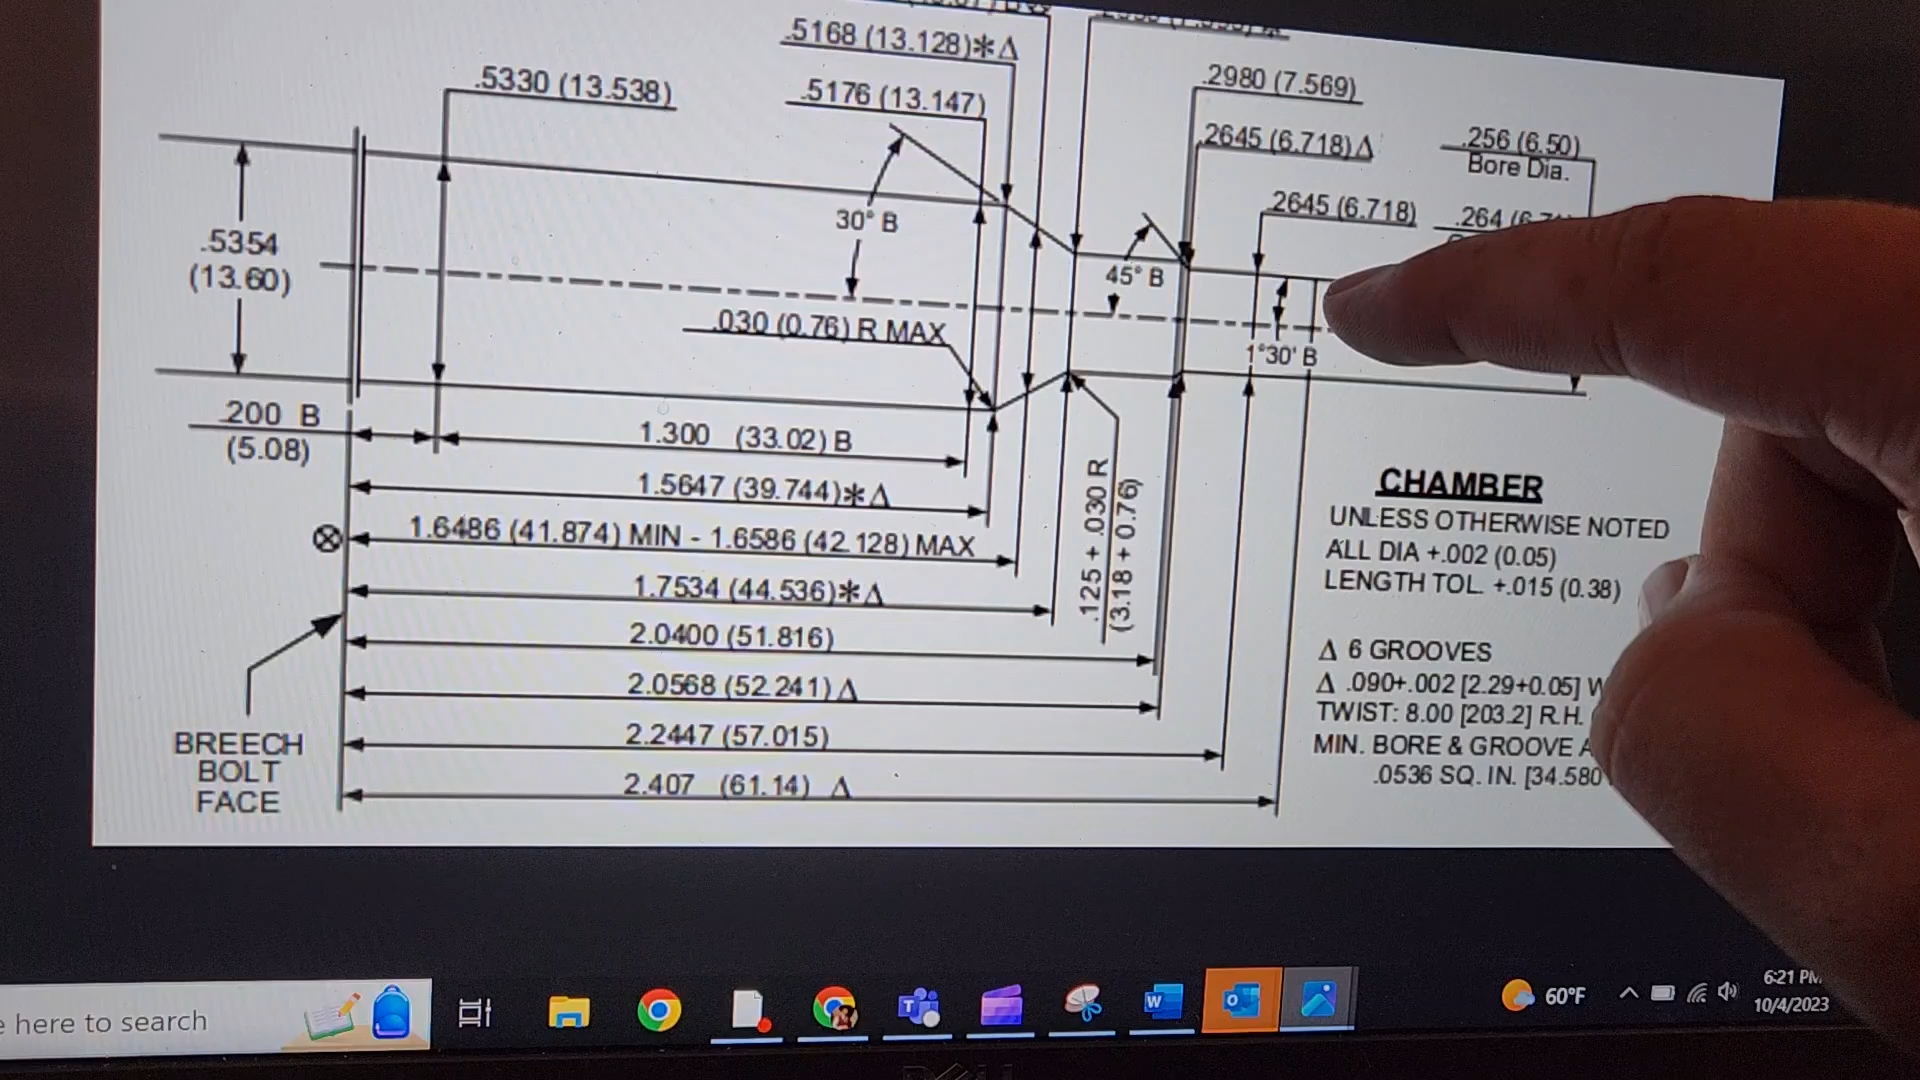 .5168 (13.128)*Δ
.5330 (13.538)
.5176 (13.147)
.2980 (7.569)
.2645 (6.718)Δ
.256 (6.50)
Bore Dia.
.2645 (6.718)
.264
30° B
45° B
.5354
(13.60)
.030 (0.76) R MAX
1°30' B
.200 B
(5.08)
1.300 (33.02) B
1.5647 (39.744)*Δ
1.6486 (41.874) MIN - 1.6586 (42.128) MAX
1.7534 (44.536)*Δ
2.0400 (51.816)
2.0568 (52.241) Δ
2.2447 (57.015)
2.407 (61.14) Δ
.125 + .030 R
(3.18 + 0.76)
BREECH
BOLT
FACE
CHAMBER
UNLESS OTHERWISE NOTED
ALL DIA +.002 (0.05)
LENGTH TOL. +.015 (0.38)
Δ 6 GROOVES
Δ .090+.002 [2.29+0.05] W
TWIST: 8.00 [203.2] R.H.
MIN. BORE & GROOVE A
.0536 SQ. IN. [34.580
here to search
60°F
6:21 PM
10/4/2023